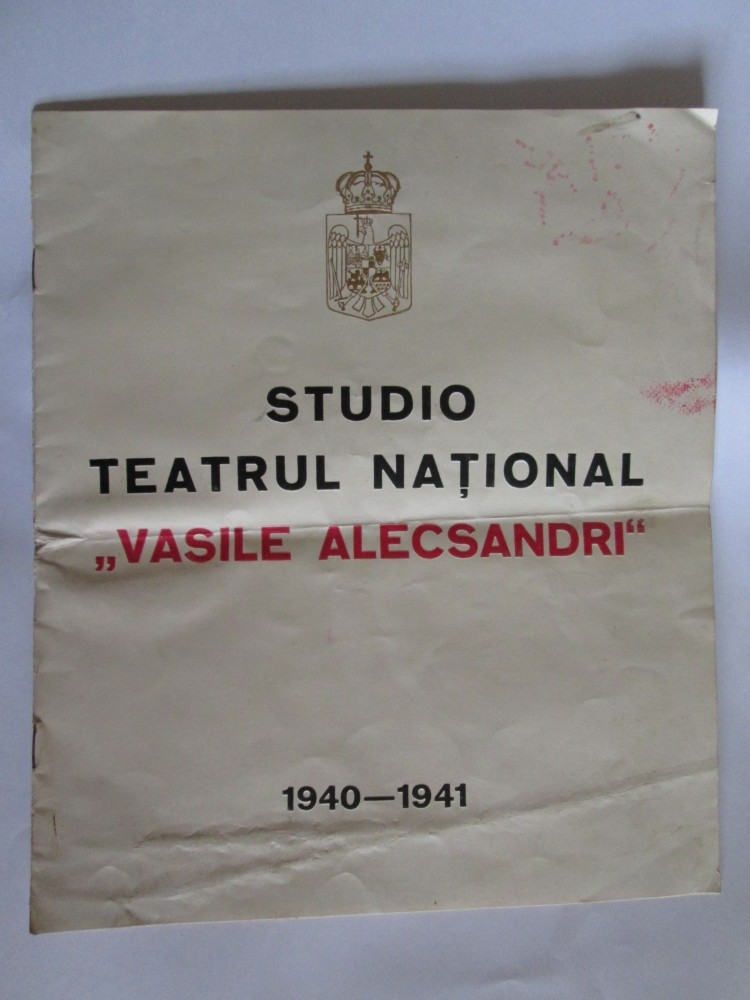 STUDIO
TEATRUL NAȚIONAL
„VASILE ALECSANDRI“
1940—1941